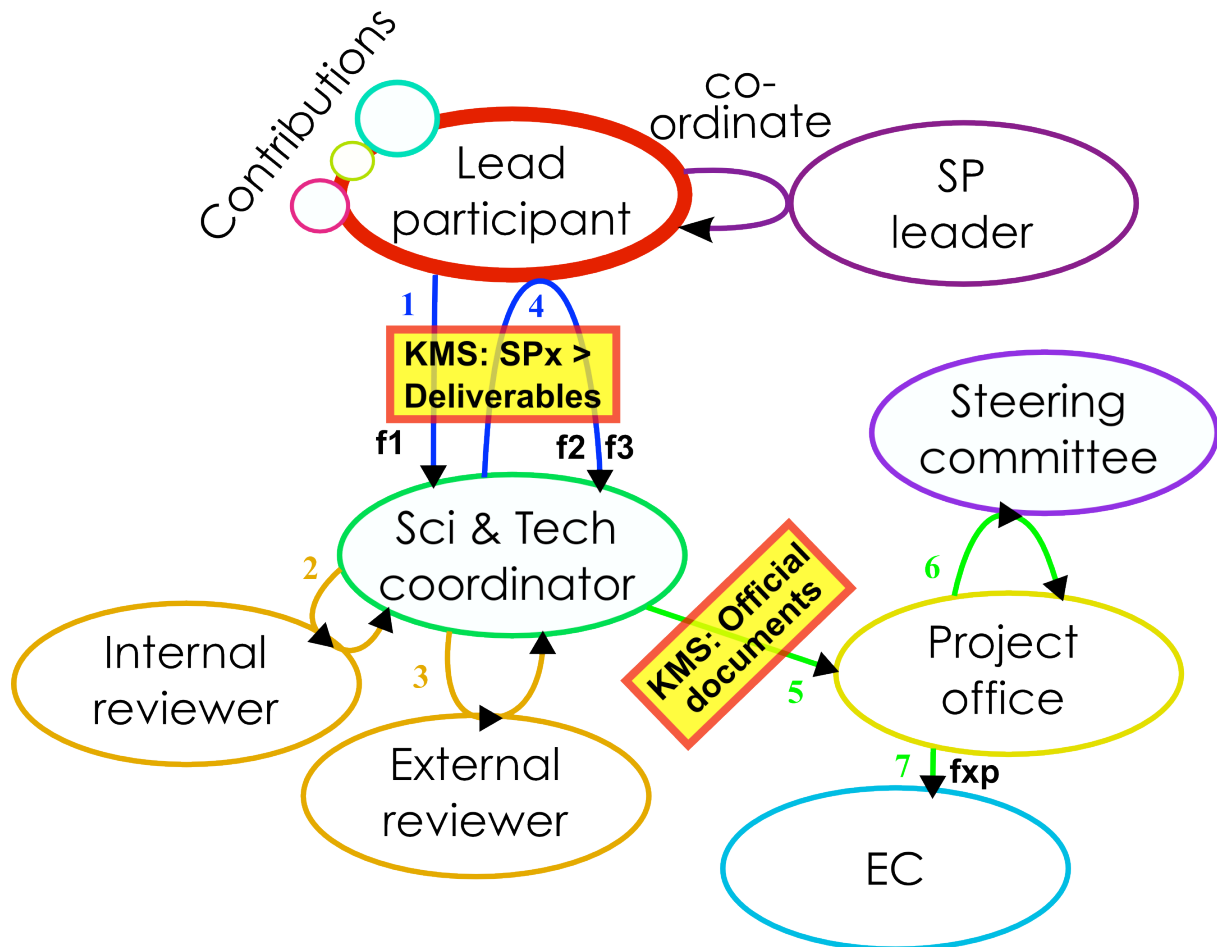 Contributions
co-
ordinate
Lead
participant
SP
leader
1
4
KMS: SPx >
Deliverables
f1
f2
f3
Steering
committee
Sci & Tech
coordinator
2
3
KMS: Official
documents
5
6
Internal
reviewer
External
reviewer
Project
office
7
fxp
EC